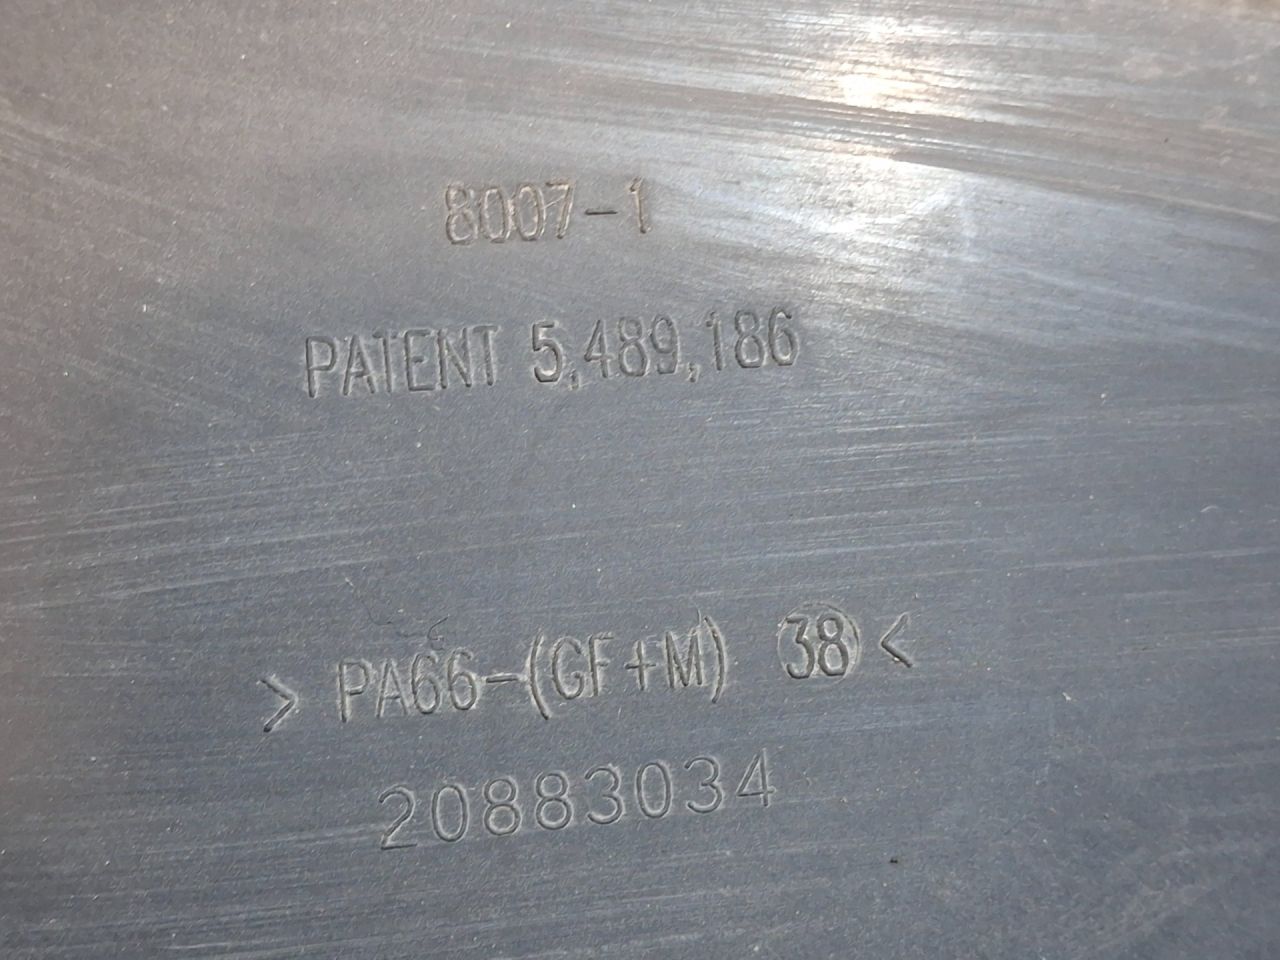 8007-1
PATENT 5,489,186
> PA66-(GF+M) 38 <
20883034